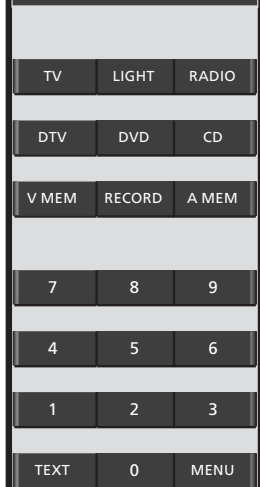 TV LIGHT RADIO
DTV DVD CD
V MEM RECORD A MEM
7 8 9
4 5 6
1 2 3
TEXT 0 MENU